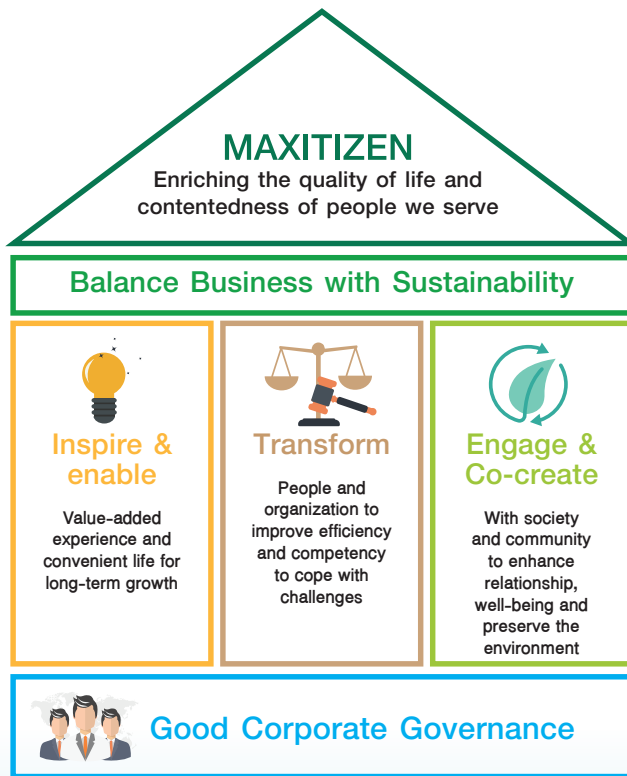 MAXITIZEN
Enriching the quality of life and
contentedness of people we serve
Balance Business with Sustainability
Inspire &
enable
Value-added
experience and
convenient life for
long-term growth
Transform
People and
organization to
improve efficiency
and competency
to cope with
challenges
Engage &
Co-create
With society
and community
to enhance
relationship,
well-being and
preserve the
environment
Good Corporate Governance